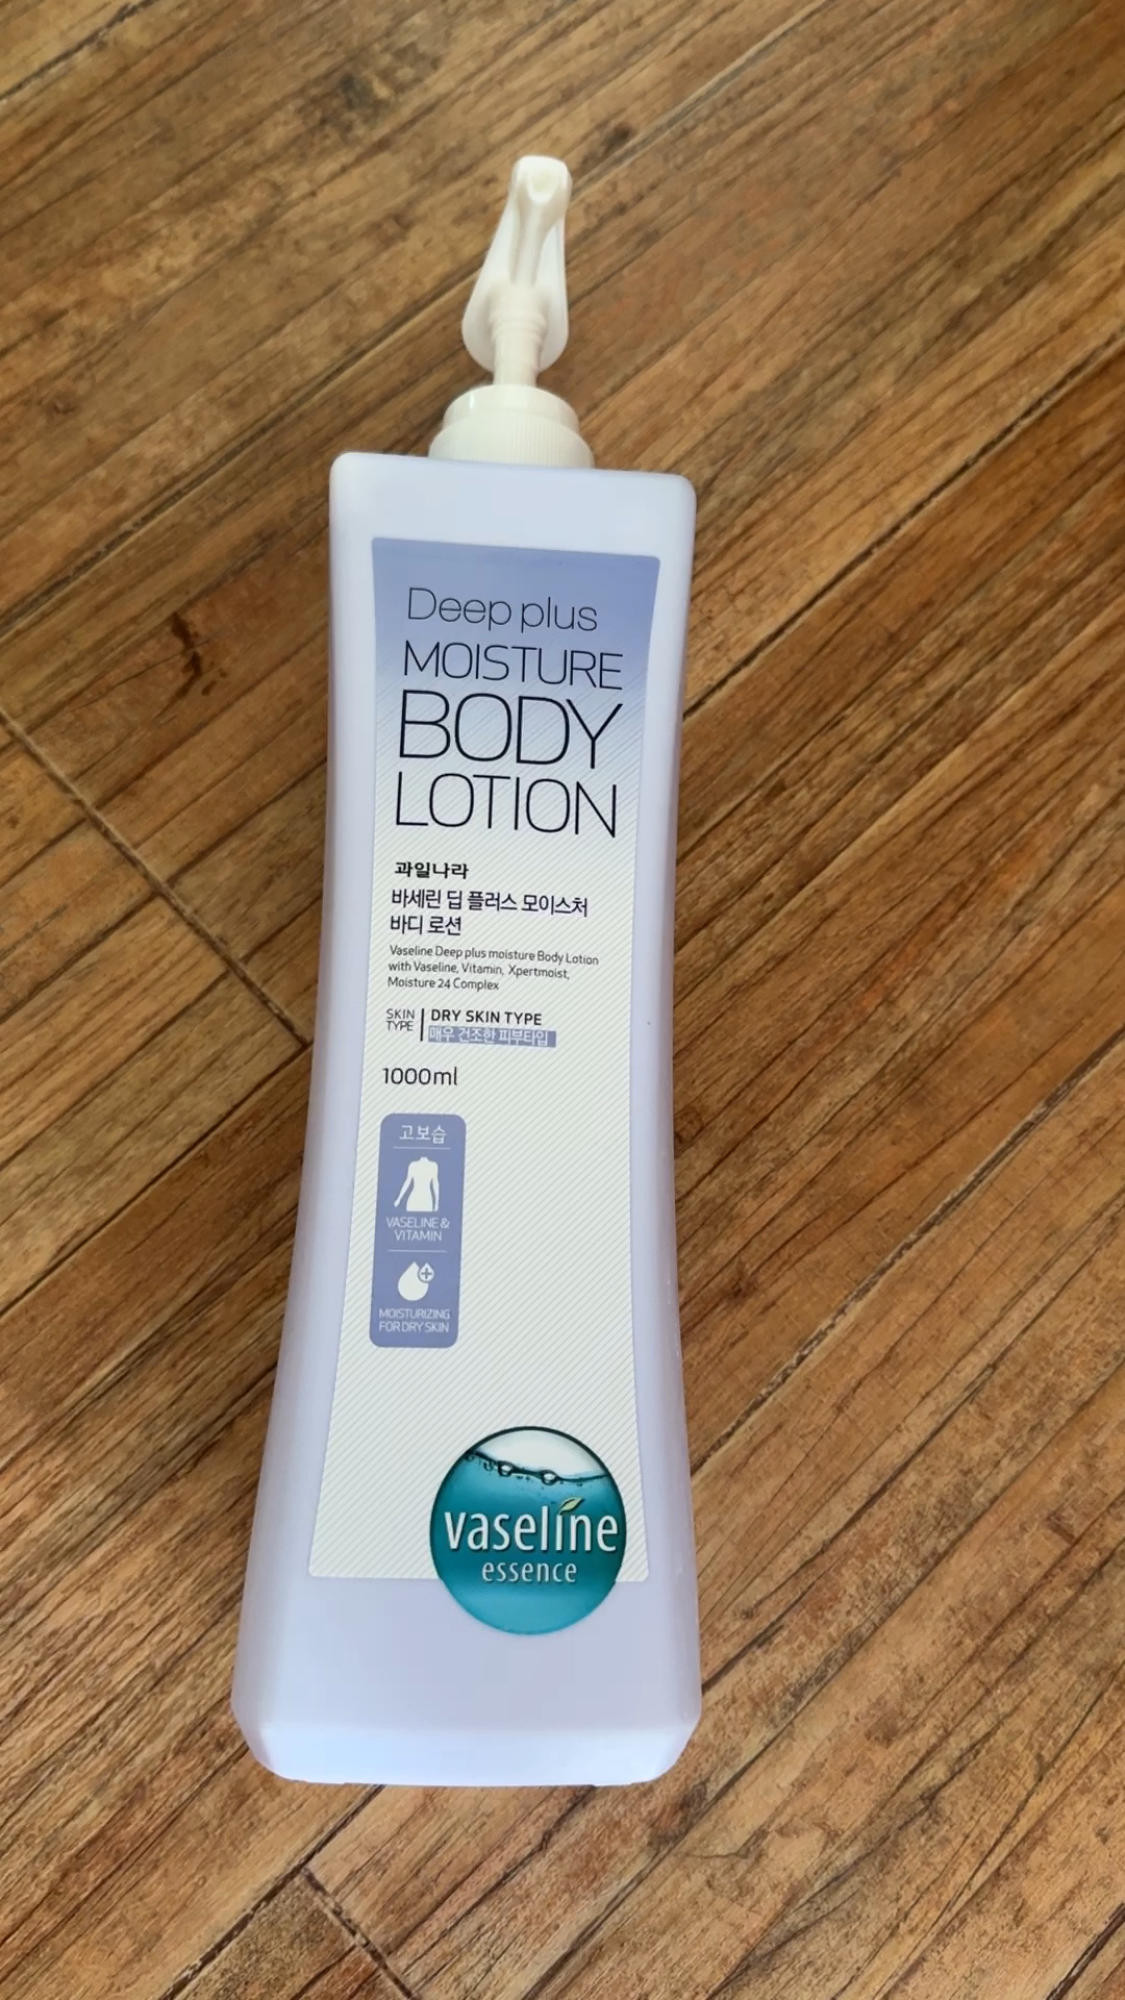 Deep plus
MOISTURE
BODY
LOTION
과일나라
바세린 딥 플러스 모이스처
바디 로션
Vaseline Deep plus moisture Body Lotion
with Vaseline, Vitamin, Xpertmoist,
Moisture 24 Complex
SKIN
TYPE
DRY SKIN TYPE
매우 건조한 피부타입
1000ml
고보습
VASELINE &
VITAMIN
MOISTURIZING
FOR DRY SKIN
vaseline
essence